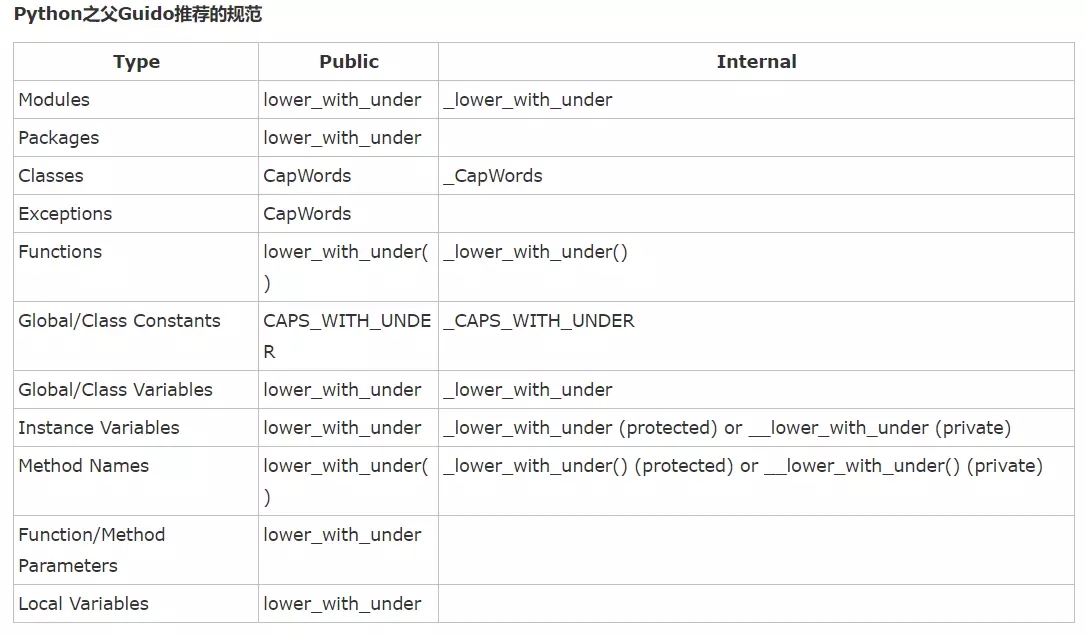 Python之父Guido推荐的规范
Type Public Internal
Modules lower_with_under _lower_with_under
Packages lower_with_under
Classes CapWords _CapWords
Exceptions CapWords
Functions lower_with_under( _lower_with_under()
)
Global/Class Constants CAPS_WITH_UNDE _CAPS_WITH_UNDER
R
Global/Class Variables lower_with_under _lower_with_under
Instance Variables lower_with_under _lower_with_under (protected) or __lower_with_under (private)
Method Names lower_with_under( _lower_with_under() (protected) or __lower_with_under() (private)
)
Function/Method lower_with_under
Parameters
Local Variables lower_with_under